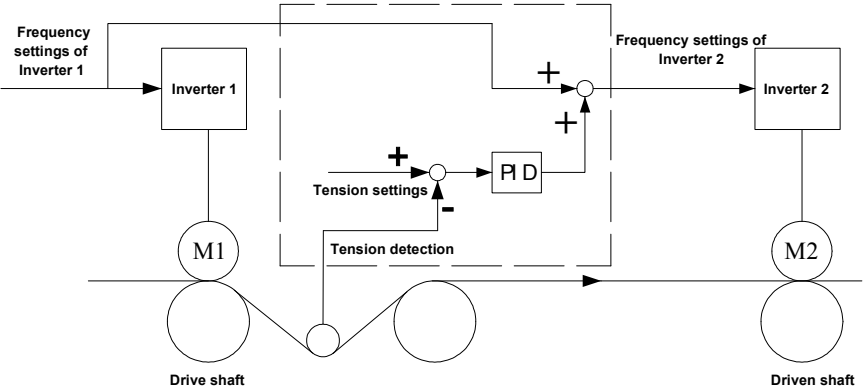 Frequency
settings of
Inverter 1
Inverter 1
Frequency settings of
Inverter 2
Inverter 2
+
+
+
Tension settings
PID
-
Tension detection
M1
M2
Drive shaft
Driven shaft